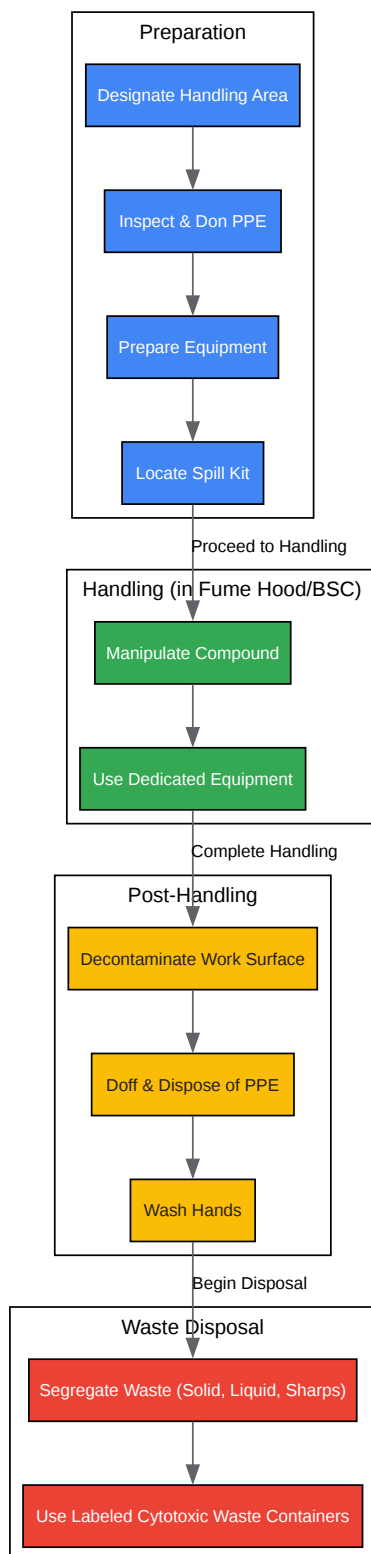 Preparation
Designate Handling Area
Inspect & Don PPE
Prepare Equipment
Locate Spill Kit
Proceed to Handling
Handling (in Fume Hood/BSC)
Manipulate Compound
Use Dedicated Equipment
Complete Handling
Post-Handling
Decontaminate Work Surface
Doff & Dispose of PPE
Wash Hands
Begin Disposal
Waste Disposal
Segregate Waste (Solid, Liquid, Sharps)
Use Labeled Cytotoxic Waste Containers